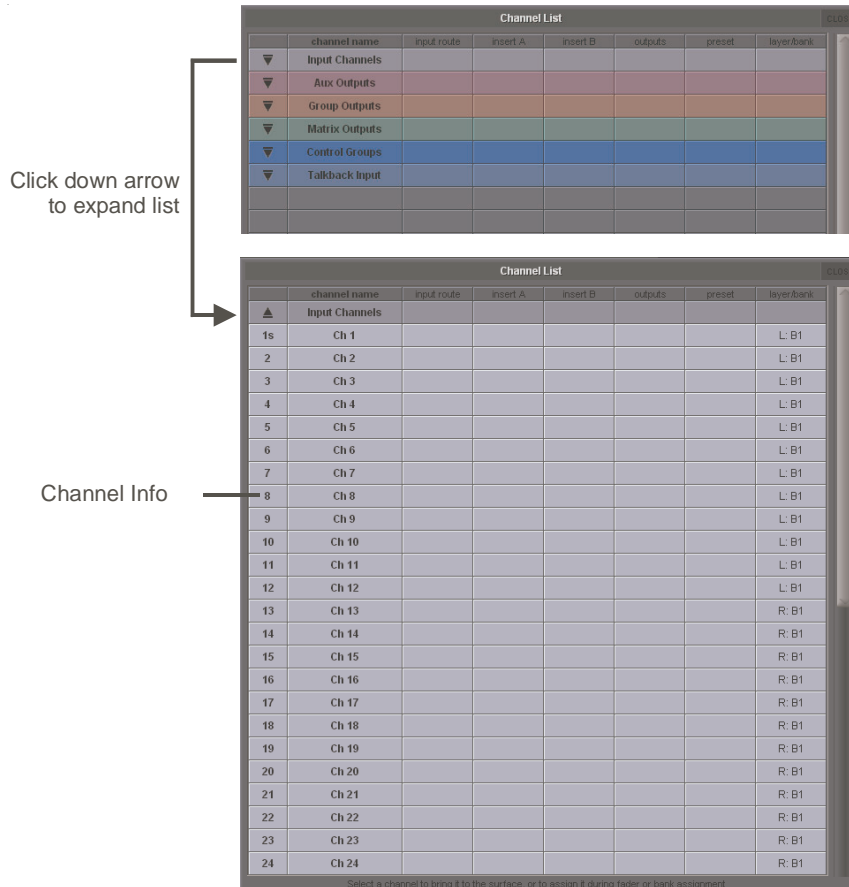 Channel List CLOS
channel name input route insert A insert B outputs preset layer/bank
Input Channels
Aux Outputs
Group Outputs
Matrix Outputs
Control Groups
Talkback Input
Click down arrow
to expand list
Channel List CLOS
channel name input route insert A insert B outputs preset layer/bank
Input Channels
1s Ch 1 L: B1
2 Ch 2 L: B1
3 Ch 3 L: B1
4 Ch 4 L: B1
5 Ch 5 L: B1
6 Ch 6 L: B1
7 Ch 7 L: B1
Channel Info
8 Ch 8 L: B1
9 Ch 9 L: B1
10 Ch 10 L: B1
11 Ch 11 L: B1
12 Ch 12 L: B1
13 Ch 13 R: B1
14 Ch 14 R: B1
15 Ch 15 R: B1
16 Ch 16 R: B1
17 Ch 17 R: B1
18 Ch 18 R: B1
19 Ch 19 R: B1
20 Ch 20 R: B1
21 Ch 21 R: B1
22 Ch 22 R: B1
23 Ch 23 R: B1
24 Ch 24 R: B1
Select a channel to bring it to the surface, or to assign it during fader or bank assignment